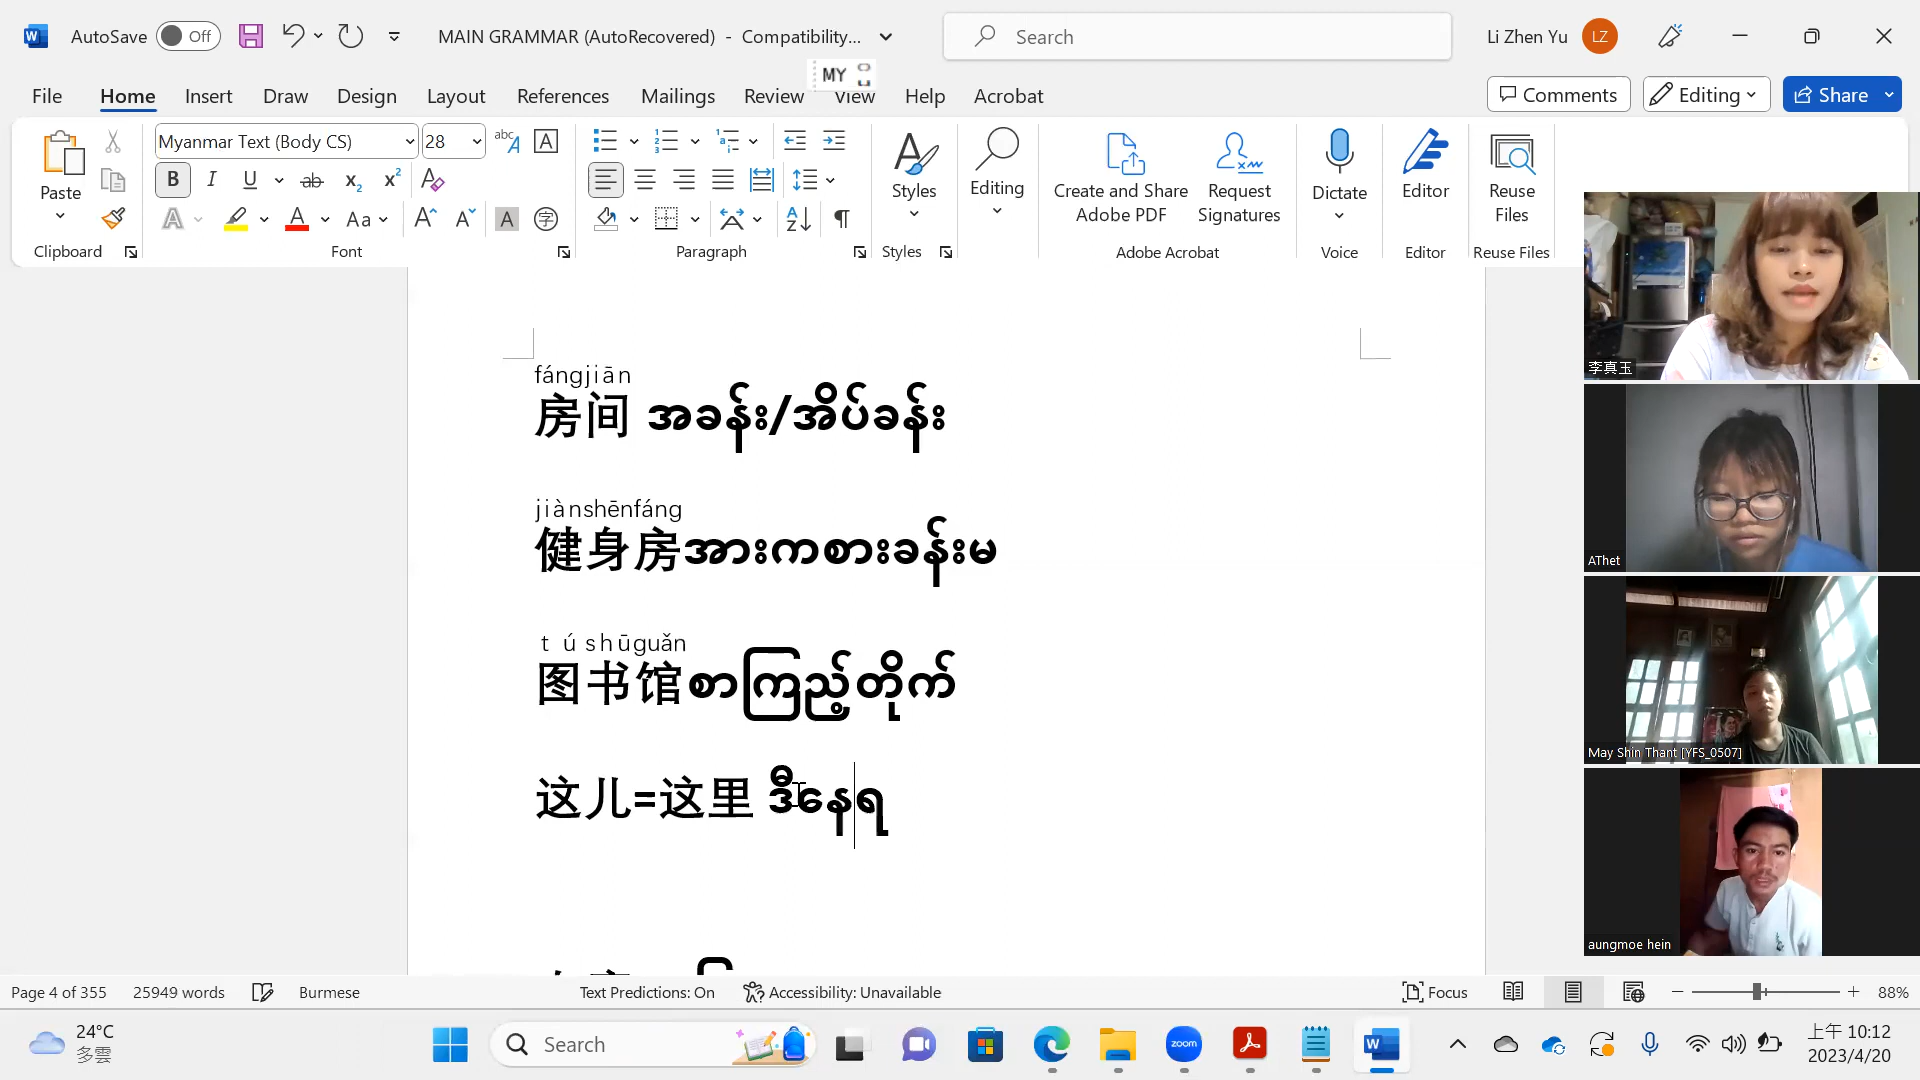 AutoSave Off MAIN GRAMMAR (AutoRecovered) - Compatibility... Search Li Zhen Yu LZ
MY
File Home Insert Draw Design Layout References Mailings Review View Help Acrobat Comments Editing Share
Myanmar Text (Body CS) 28
Paste
Styles
Editing
Create and Share Adobe PDF
Request Signatures
Dictate
Editor
Reuse Files
Clipboard Font Paragraph Styles Adobe Acrobat Voice Editor Reuse Files
fángjiān
房间 အခန်း/အိပ်ခန်း
jiànshēnfáng
健身房အားကစားခန်းမ
t ú shūguǎn
图书馆စာကြည့်တိုက်
这儿=这里 ဒီနေရ
李真玉
AThet
May Shin Thant [YFS_0507]
aungmoe hein
Page 4 of 355 25949 words Burmese Text Predictions: On Accessibility: Unavailable Focus 88%
24°C
多雲
Search
zoom
上午 10:12
2023/4/20